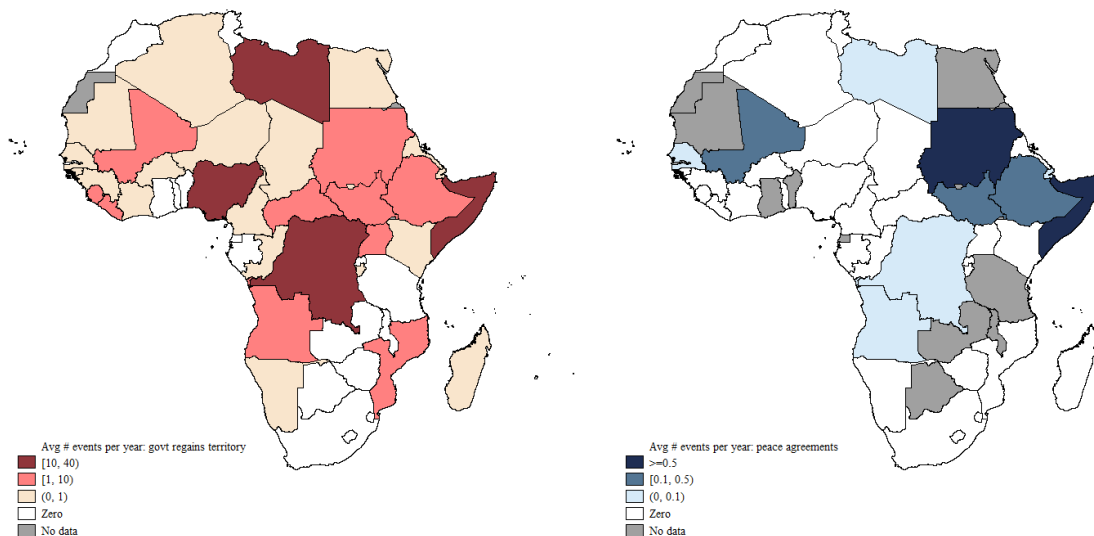 Avg # events per year: govt regains territory
[10, 40)
[1, 10)
(0, 1)
Zero
No data
Avg # events per year: peace agreements
>=0.5
[0.1, 0.5)
(0, 0.1)
Zero
No data